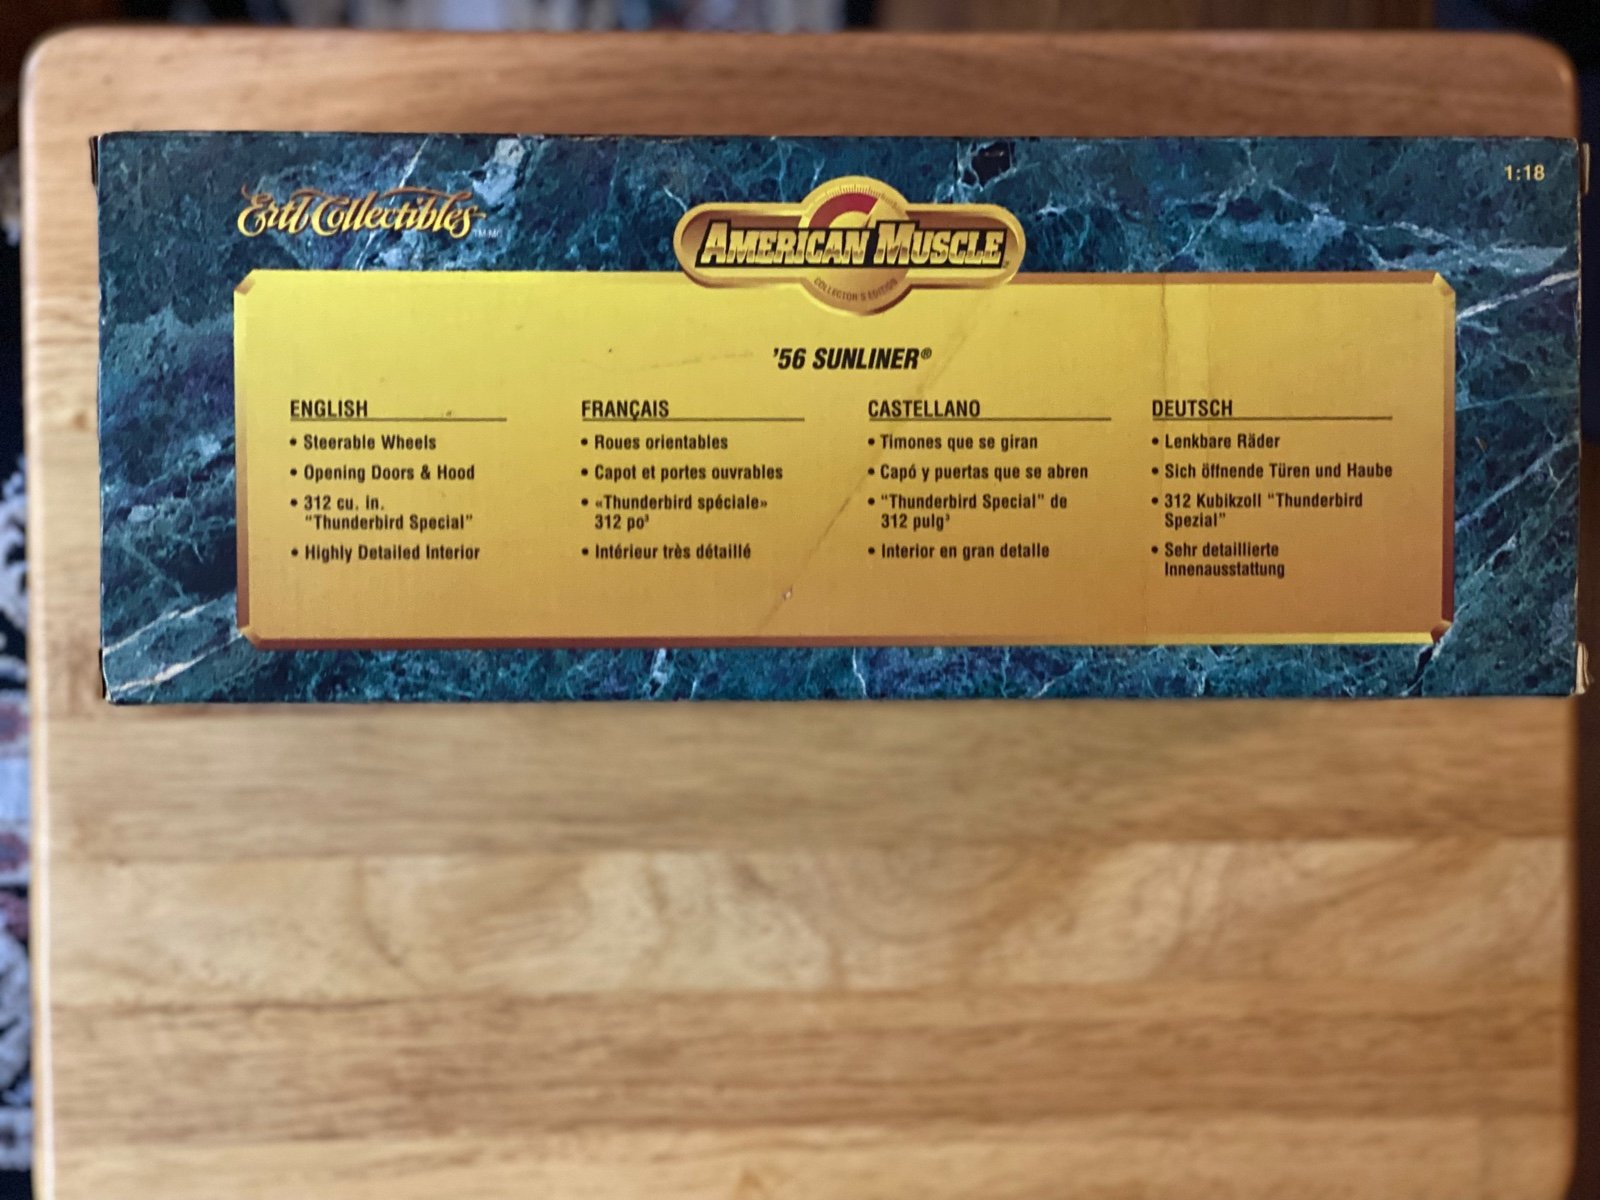 Ertl Collectibles TM/MC
1:18
AMERICAN MUSCLE
COLLECTOR'S EDITION
'56 SUNLINER®
ENGLISH
• Steerable Wheels
• Opening Doors & Hood
• 312 cu. in.
"Thunderbird Special"
• Highly Detailed Interior
FRANÇAIS
• Roues orientables
• Capot et portes ouvrables
• «Thunderbird spéciale»
312 po³
• Intérieur très détaillé
CASTELLANO
• Timones que se giran
• Capó y puertas que se abren
• "Thunderbird Special" de
312 pulg³
• Interior en gran detalle
DEUTSCH
• Lenkbare Räder
• Sich öffnende Türen und Haube
• 312 Kubikzoll "Thunderbird
Spezial"
• Sehr detaillierte
Innenausstattung